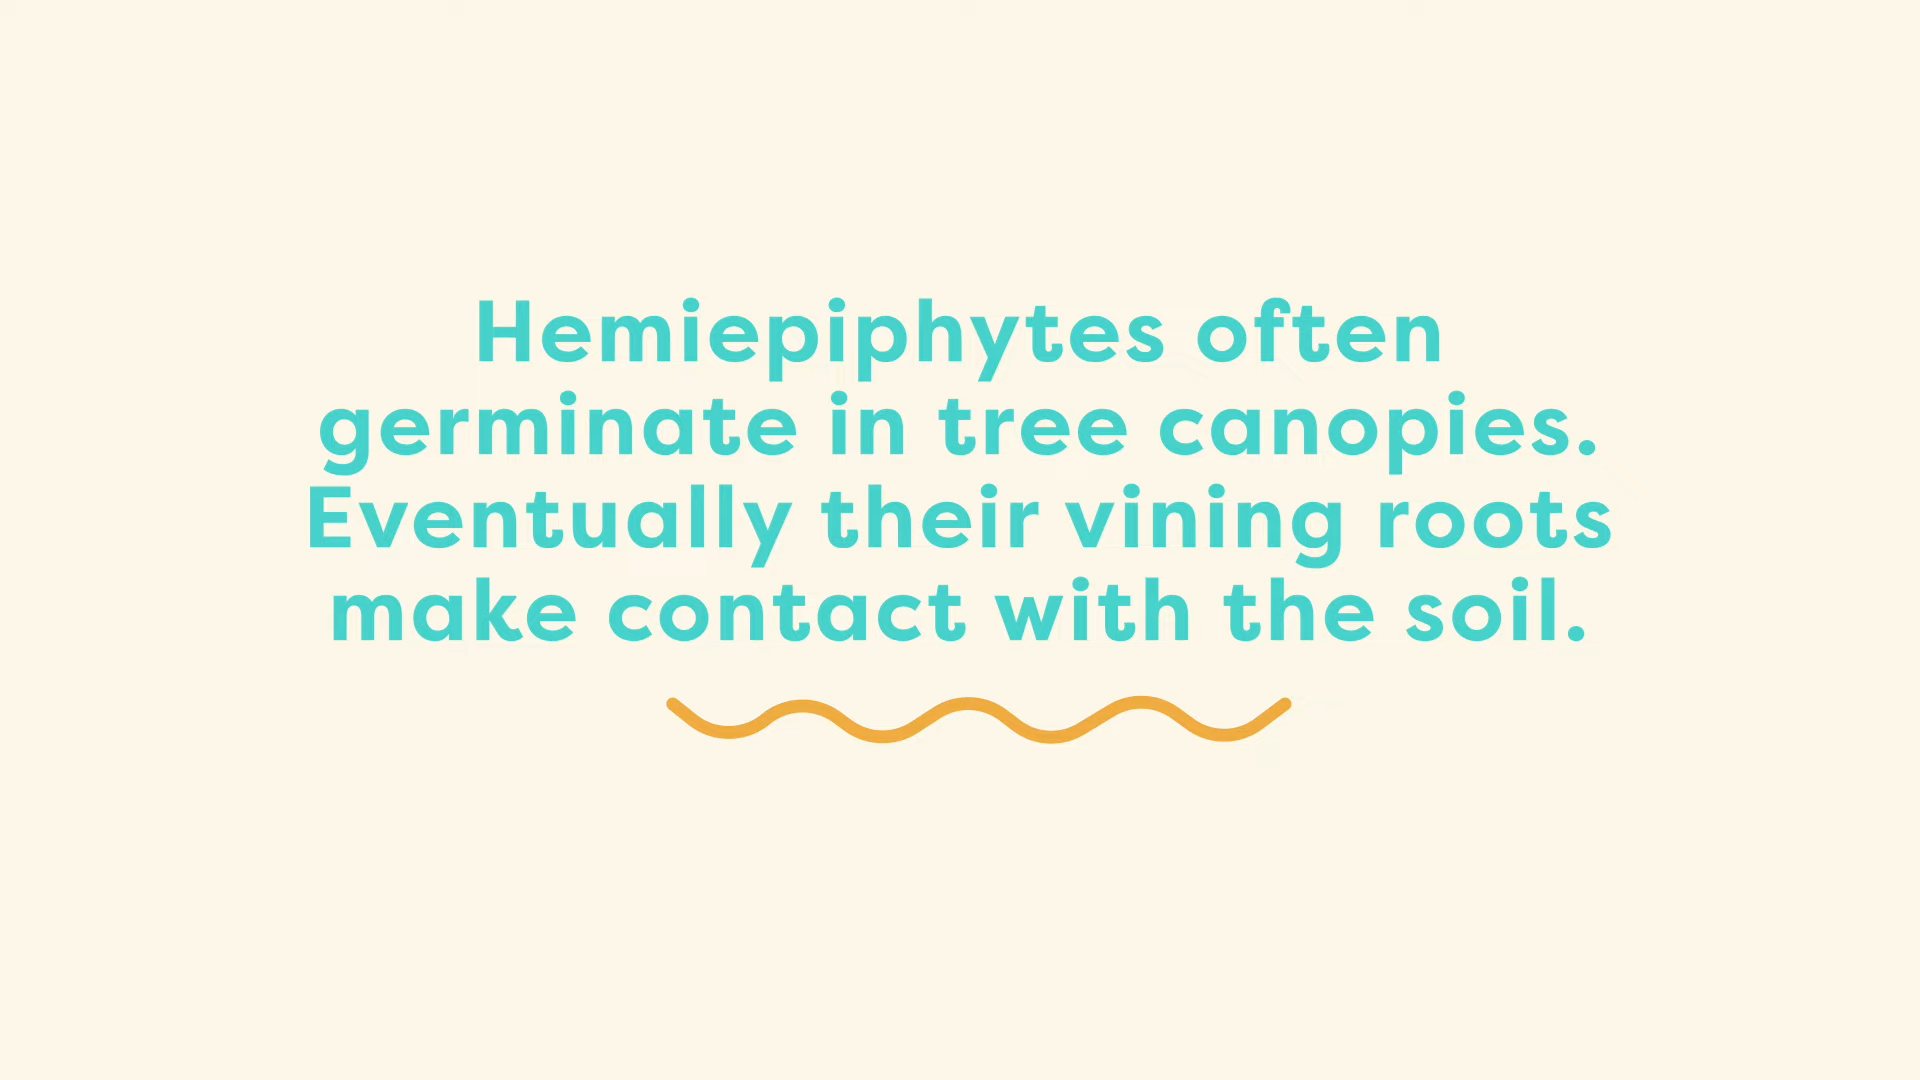 Hemiepiphytes often
germinate in tree canopies.
Eventually their vining roots
make contact with the soil.